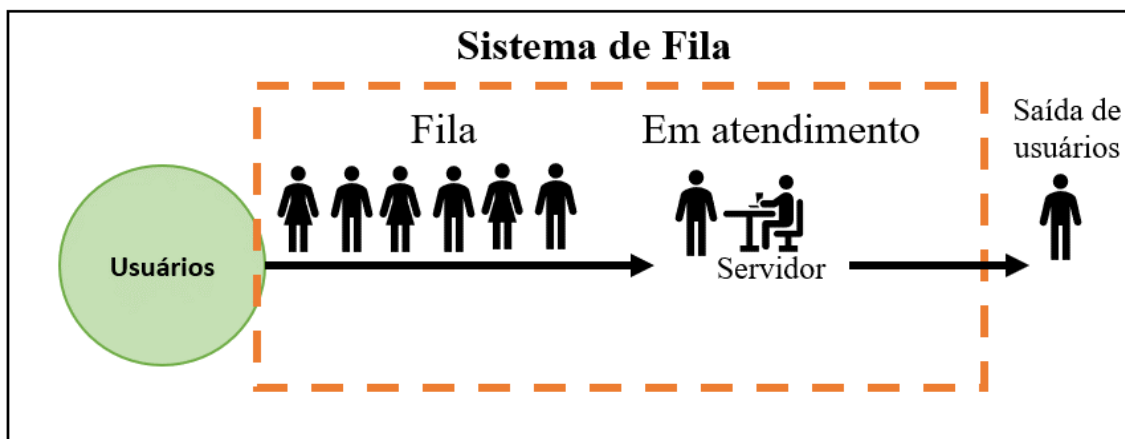 Sistema de Fila
Fila
Em atendimento
Saída de
usuários
Usuários
Servidor